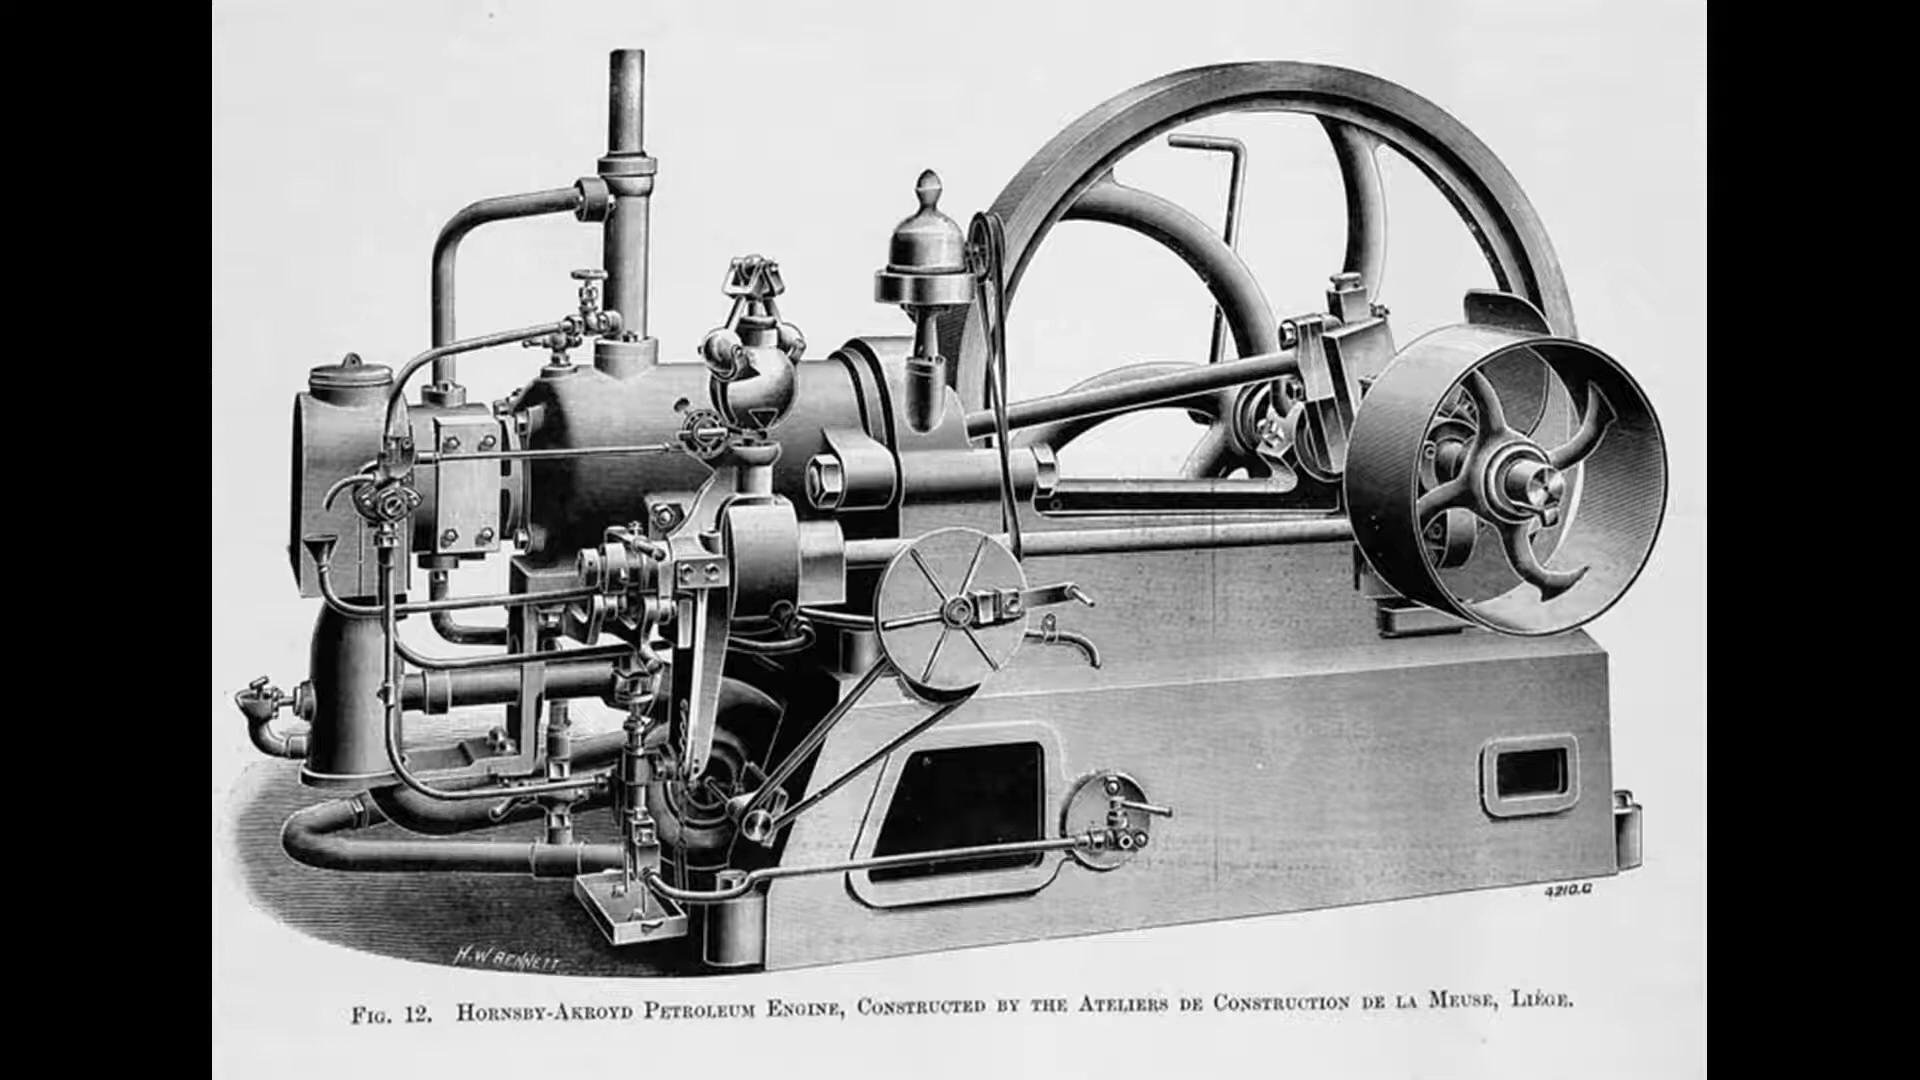 4210.G
H.W BENNETT
FIG. 12. HORNSBY-AKROYD PETROLEUM ENGINE, CONSTRUCTED BY THE ATELIERS DE CONSTRUCTION DE LA MEUSE, LIÉGE.